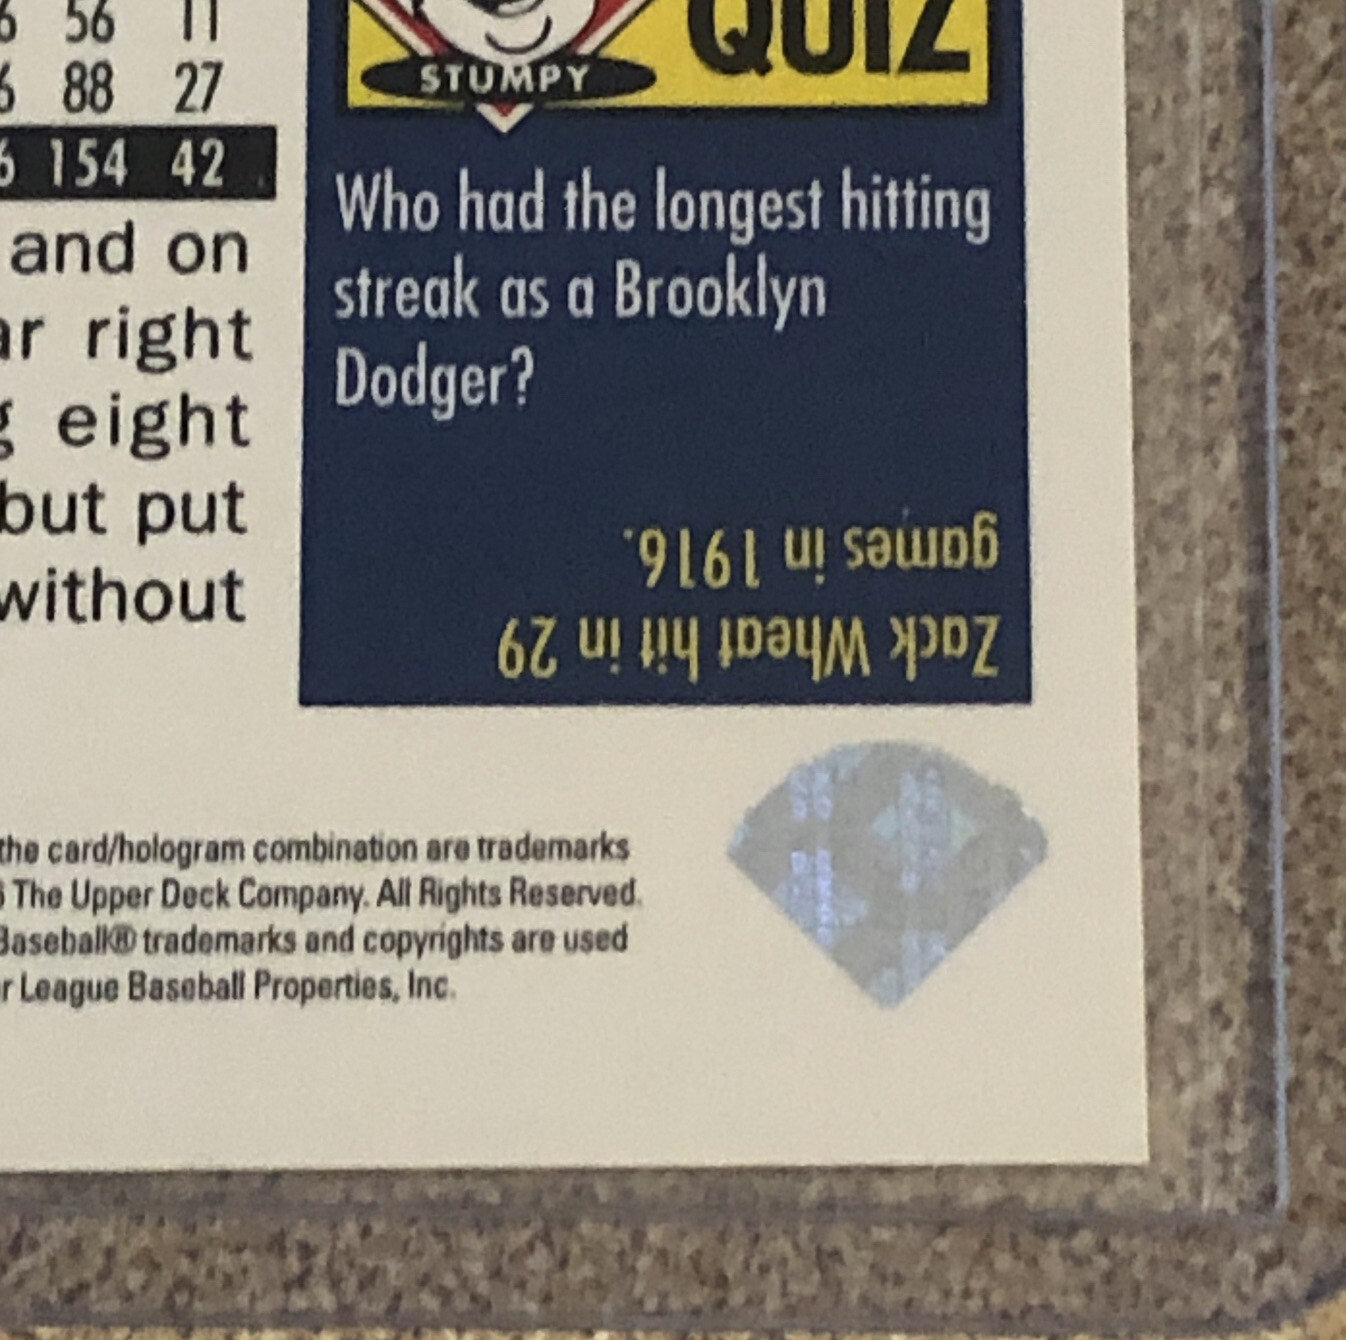 56 11
QUIZ
STUMPY
88 27
154 42
and on
right
eight
but put
without
Who had the longest hitting
streak as a Brooklyn
Dodger?
Zack Wheat hit in 29
games in 1916.
the card/hologram combination are trademarks
The Upper Deck Company. All Rights Reserved.
Baseball® trademarks and copyrights are used
League Baseball Properties, Inc.